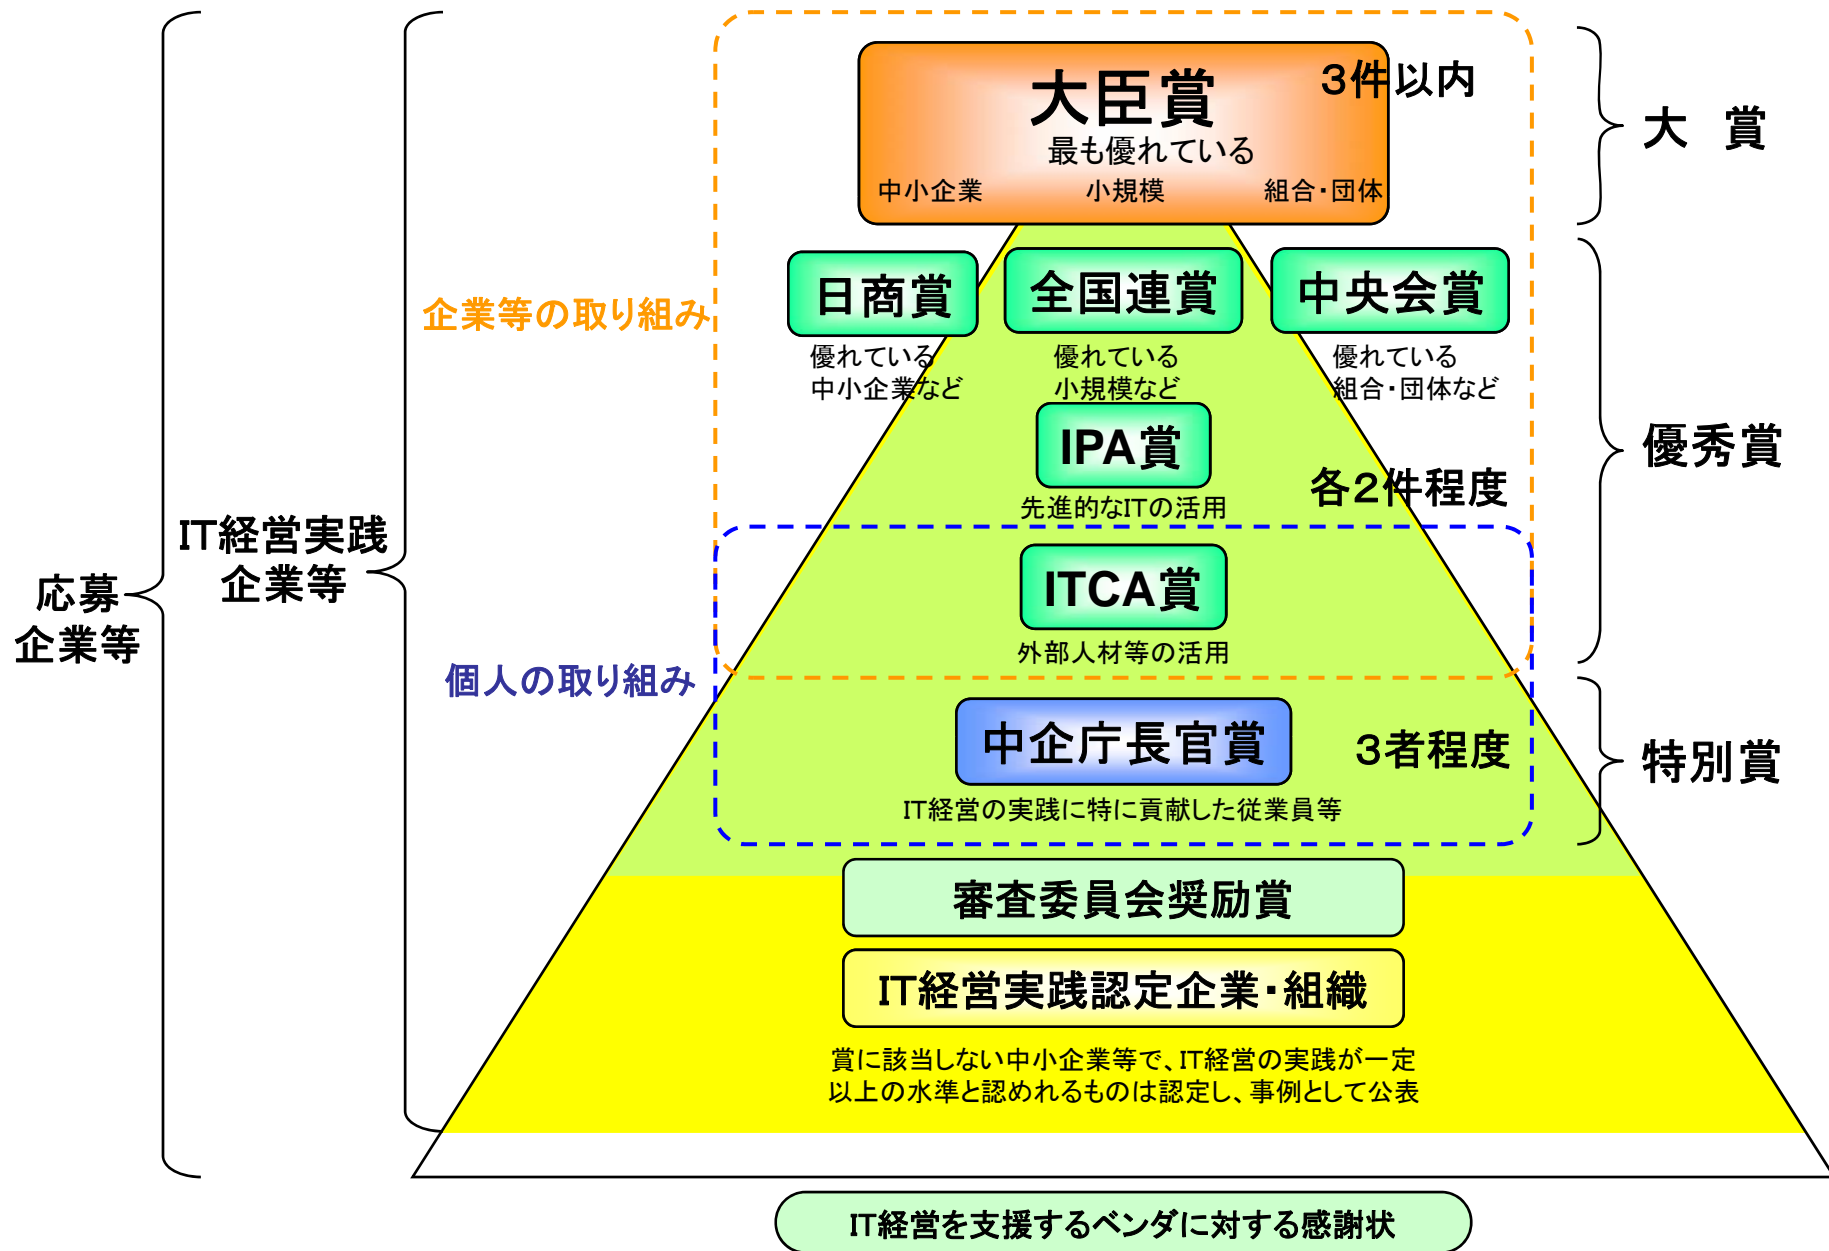 大臣賞
3件以内
最も優れている
中小企業
小規模
組合・団体
大 賞
日商賞
全国連賞
中央会賞
企業等の取り組み
優れている
中小企業など
優れている
小規模など
優れている
組合・団体など
IPA賞
先進的なITの活用
各2件程度
優秀賞
IT経営実践
企業等
応募
企業等
ITCA賞
外部人材等の活用
個人の取り組み
中企庁長官賞
3者程度
特別賞
IT経営の実践に特に貢献した従業員等
審査委員会奨励賞
IT経営実践認定企業・組織
賞に該当しない中小企業等で、IT経営の実践が一定
以上の水準と認めれるものは認定し、事例として公表
IT経営を支援するベンダに対する感謝状